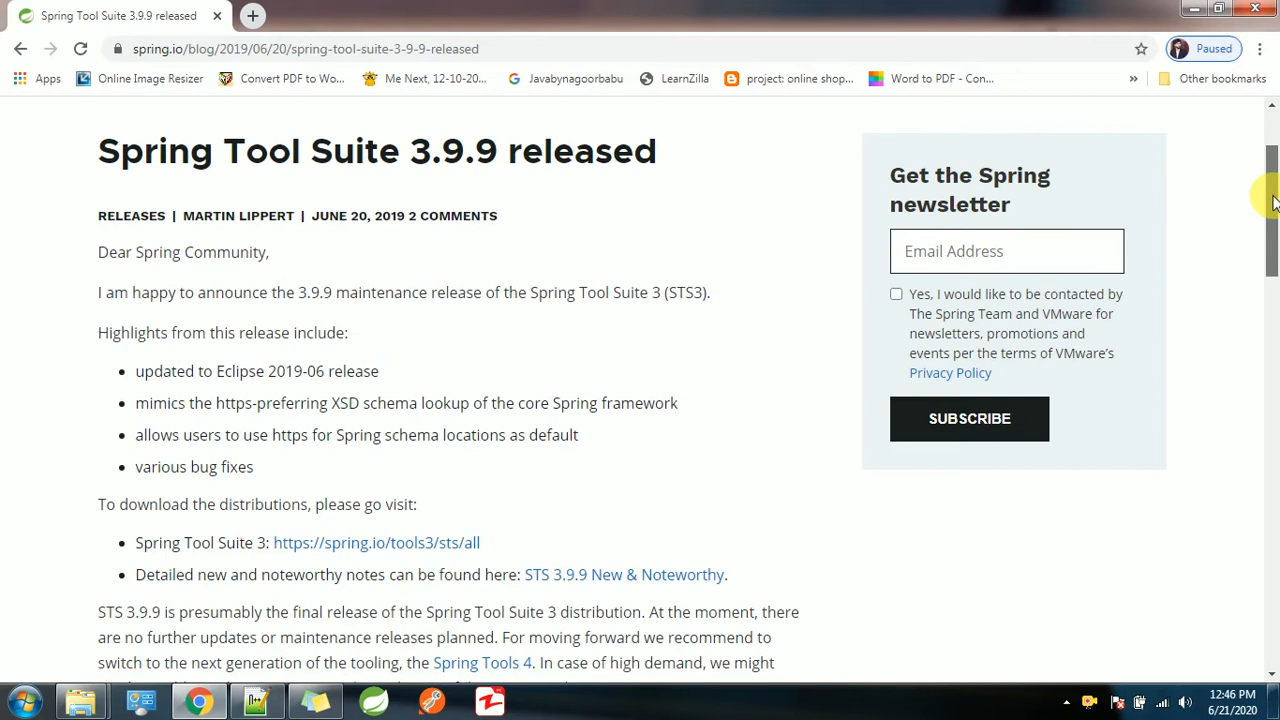 Spring Tool Suite 3.9.9 released
spring.io/blog/2019/06/20/spring-tool-suite-3-9-9-released
Paused
Apps
Online Image Resizer
Convert PDF to Wo...
Me Next, 12-10-20...
Javabynagoorbabu
LearnZilla
project: online shop...
Word to PDF - Con...
»
Other bookmarks
Spring Tool Suite 3.9.9 released
RELEASES | MARTIN LIPPERT | JUNE 20, 2019 2 COMMENTS
Dear Spring Community,
I am happy to announce the 3.9.9 maintenance release of the Spring Tool Suite 3 (STS3).
Highlights from this release include:
• updated to Eclipse 2019-06 release
• mimics the https-preferring XSD schema lookup of the core Spring framework
• allows users to use https for Spring schema locations as default
• various bug fixes
To download the distributions, please go visit:
• Spring Tool Suite 3: https://spring.io/tools3/sts/all
• Detailed new and noteworthy notes can be found here: STS 3.9.9 New & Noteworthy.
STS 3.9.9 is presumably the final release of the Spring Tool Suite 3 distribution. At the moment, there
are no further updates or maintenance releases planned. For moving forward we recommend to
switch to the next generation of the tooling, the Spring Tools 4. In case of high demand, we might
Get the Spring
newsletter
Email Address
Yes, I would like to be contacted by
The Spring Team and VMware for
newsletters, promotions and
events per the terms of VMware's
Privacy Policy
SUBSCRIBE
12:46 PM
6/21/2020